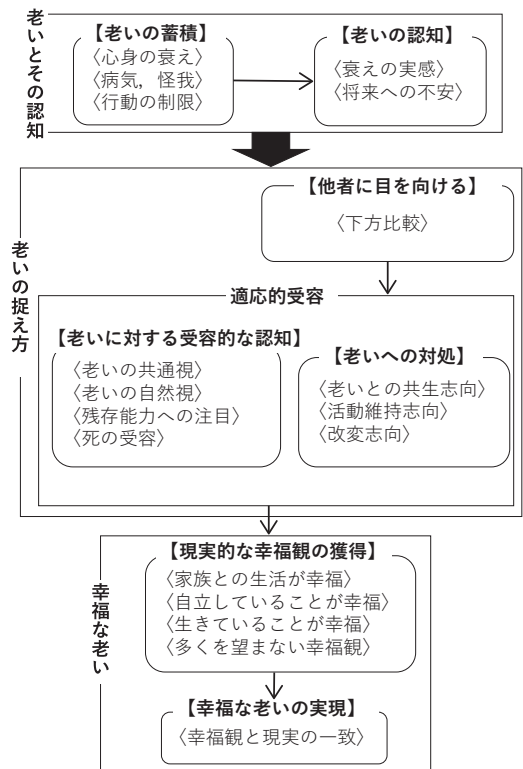 老いとその認知
【老いの蓄積】
〈心身の衰え〉
〈病気，怪我〉
〈行動の制限〉
【老いの認知】
〈衰えの実感〉
〈将来への不安〉
老いの捉え方
【他者に目を向ける】
〈下方比較〉
適応的受容
【老いに対する受容的な認知】
〈老いの共通視〉
〈老いの自然視〉
〈残存能力への注目〉
〈死の受容〉
【老いへの対処】
〈老いとの共生志向〉
〈活動維持志向〉
〈改変志向〉
幸福な老い
【現実的な幸福観の獲得】
〈家族との生活が幸福〉
〈自立していることが幸福〉
〈生きていることが幸福〉
〈多くを望まない幸福観〉
【幸福な老いの実現】
〈幸福観と現実の一致〉